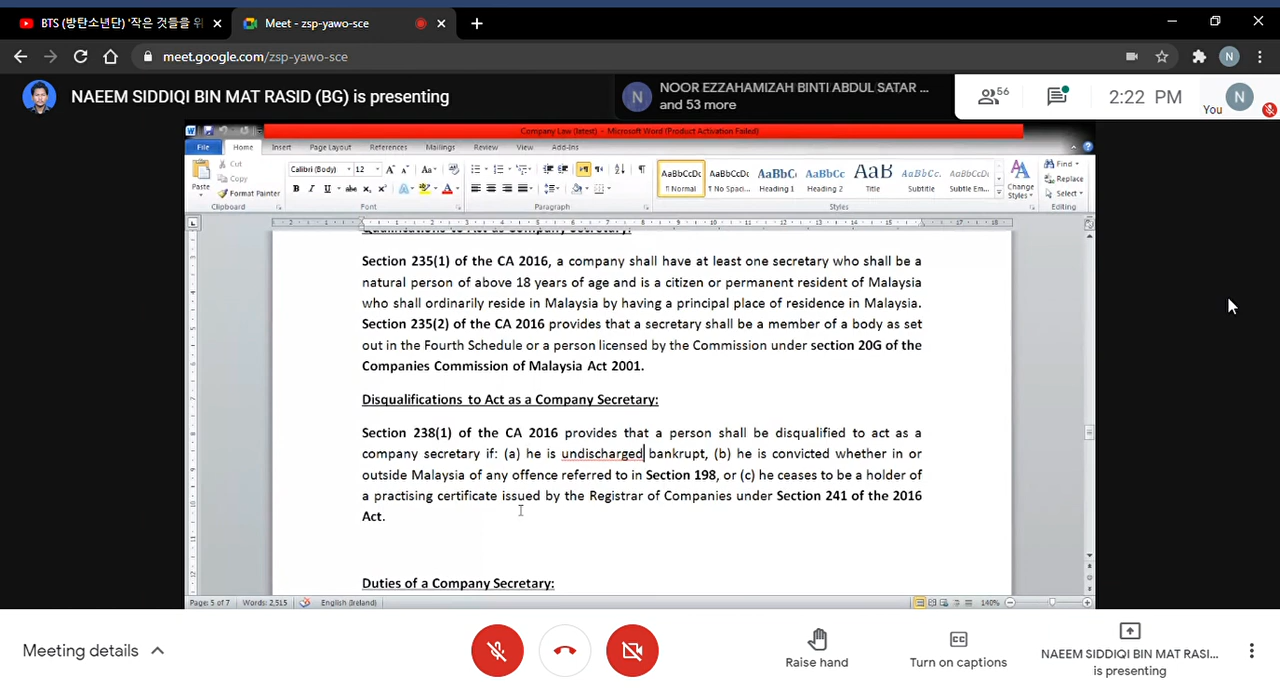 BTS (방탄소년단) '작은 것들을 위
Meet - zsp-yawo-sce
meet.google.com/zsp-yawo-sce
N
NAEEM SIDDIQI BIN MAT RASID (BG) is presenting
N
NOOR EZZAHAMIZAH BINTI ABDUL SATAR ...
and 53 more
56
2:22 PM
You
N
Company Law (latest) - Microsoft Word (Product Activation Failed)
File Home Insert Page Layout References Mailings Review View Add-Ins
Paste
Cut
Copy
Format Painter
Clipboard
Calibri (Body) 12
Font
Paragraph
AaBbCcDc AaBbCcDc AaBbC AaBbCc AaB AaBbCc. AaBbCcD
¶ Normal ¶ No Spaci... Heading 1 Heading 2 Title Subtitle Subtle Em...
Change
Styles
Styles
Find
Replace
Select
Editing
Qualifications to Act as Company Secretary:
Section 235(1) of the CA 2016, a company shall have at least one secretary who shall be a
natural person of above 18 years of age and is a citizen or permanent resident of Malaysia
who shall ordinarily reside in Malaysia by having a principal place of residence in Malaysia.
Section 235(2) of the CA 2016 provides that a secretary shall be a member of a body as set
out in the Fourth Schedule or a person licensed by the Commission under section 20G of the
Companies Commission of Malaysia Act 2001.
Disqualifications to Act as a Company Secretary:
Section 238(1) of the CA 2016 provides that a person shall be disqualified to act as a
company secretary if: (a) he is undischarged bankrupt, (b) he is convicted whether in or
outside Malaysia of any offence referred to in Section 198, or (c) he ceases to be a holder of
a practising certificate issued by the Registrar of Companies under Section 241 of the 2016
Act.
Duties of a Company Secretary:
Page: 5 of 7 Words: 2,515 English (Ireland) 140%
Meeting details
Raise hand
Turn on captions
NAEEM SIDDIQI BIN MAT RASI...
is presenting